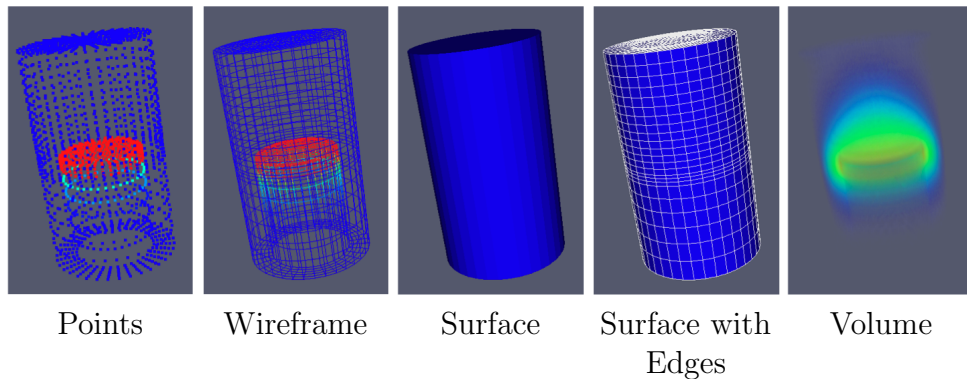 Points
Wireframe
Surface
Surface with
Edges
Volume